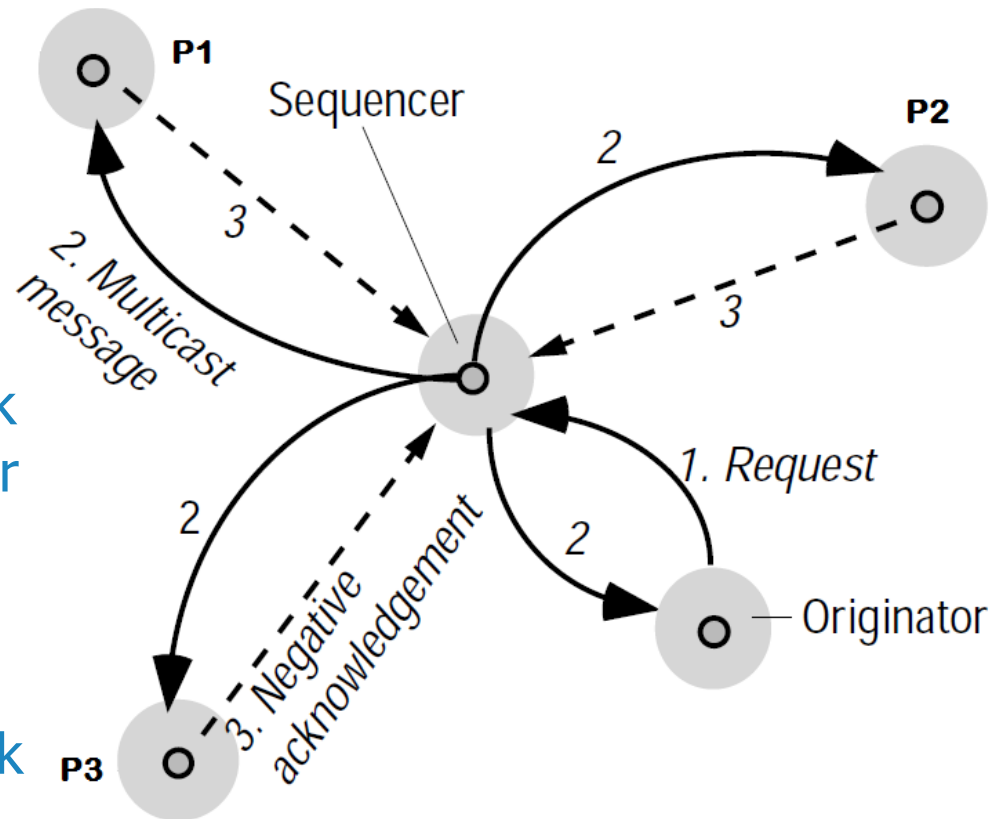 P1
Sequencer
P2
2
3
2. Multicast
message
3
k
r
1. Request
2
2
Originator
3. Negative
acknowledgement
k
P3